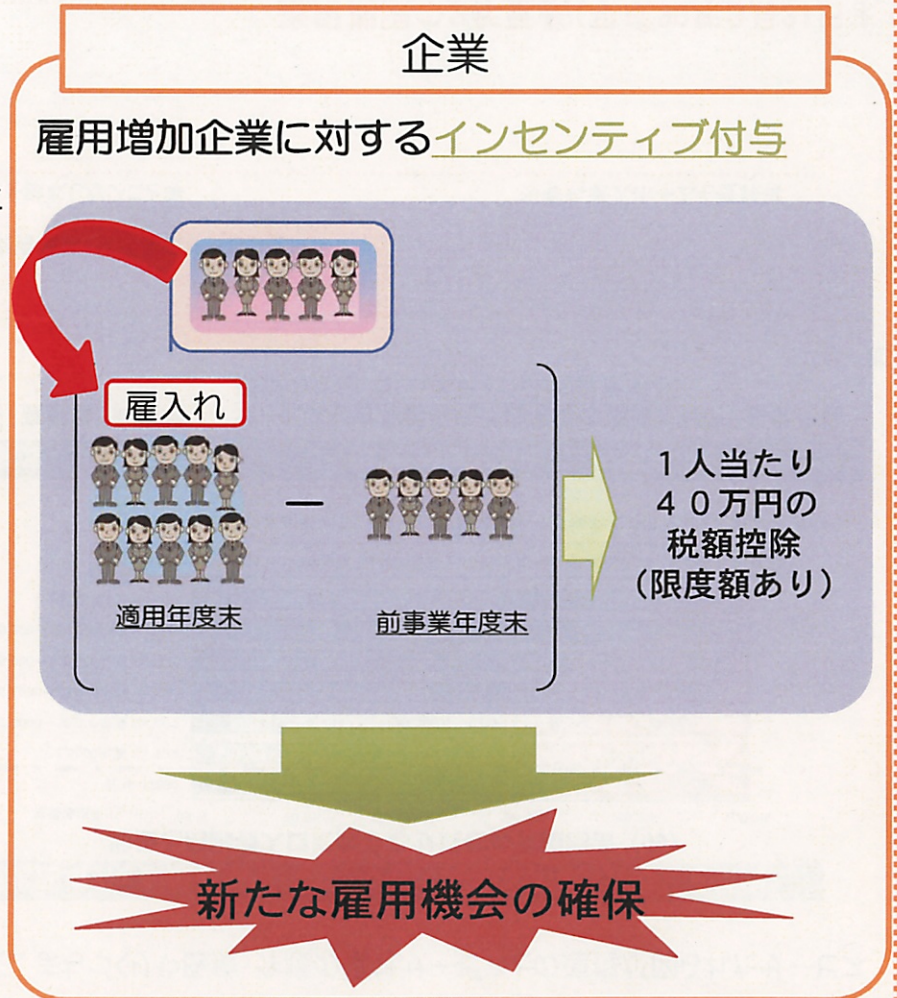 企業
雇用増加企業に対するインセンティブ付与
雇入れ
－
適用年度末
前事業年度末
１人当たり
４０万円の
税額控除
（限度額あり）
新たな雇用機会の確保